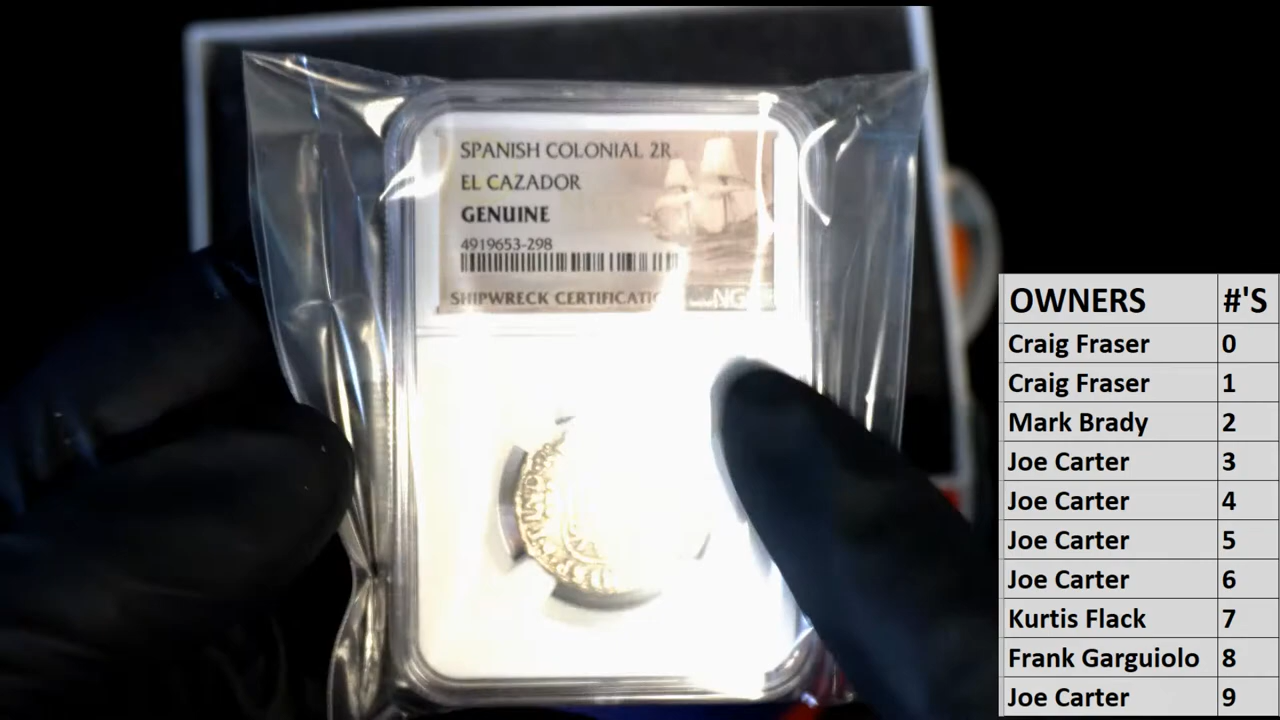 SPANISH COLONIAL 2R
EL CAZADOR
GENUINE
4919653-298
SHIPWRECK CERTIFICATIO
NG
OWNERS #'S
Craig Fraser 0
Craig Fraser 1
Mark Brady 2
Joe Carter 3
Joe Carter 4
Joe Carter 5
Joe Carter 6
Kurtis Flack 7
Frank Garguiolo 8
Joe Carter 9